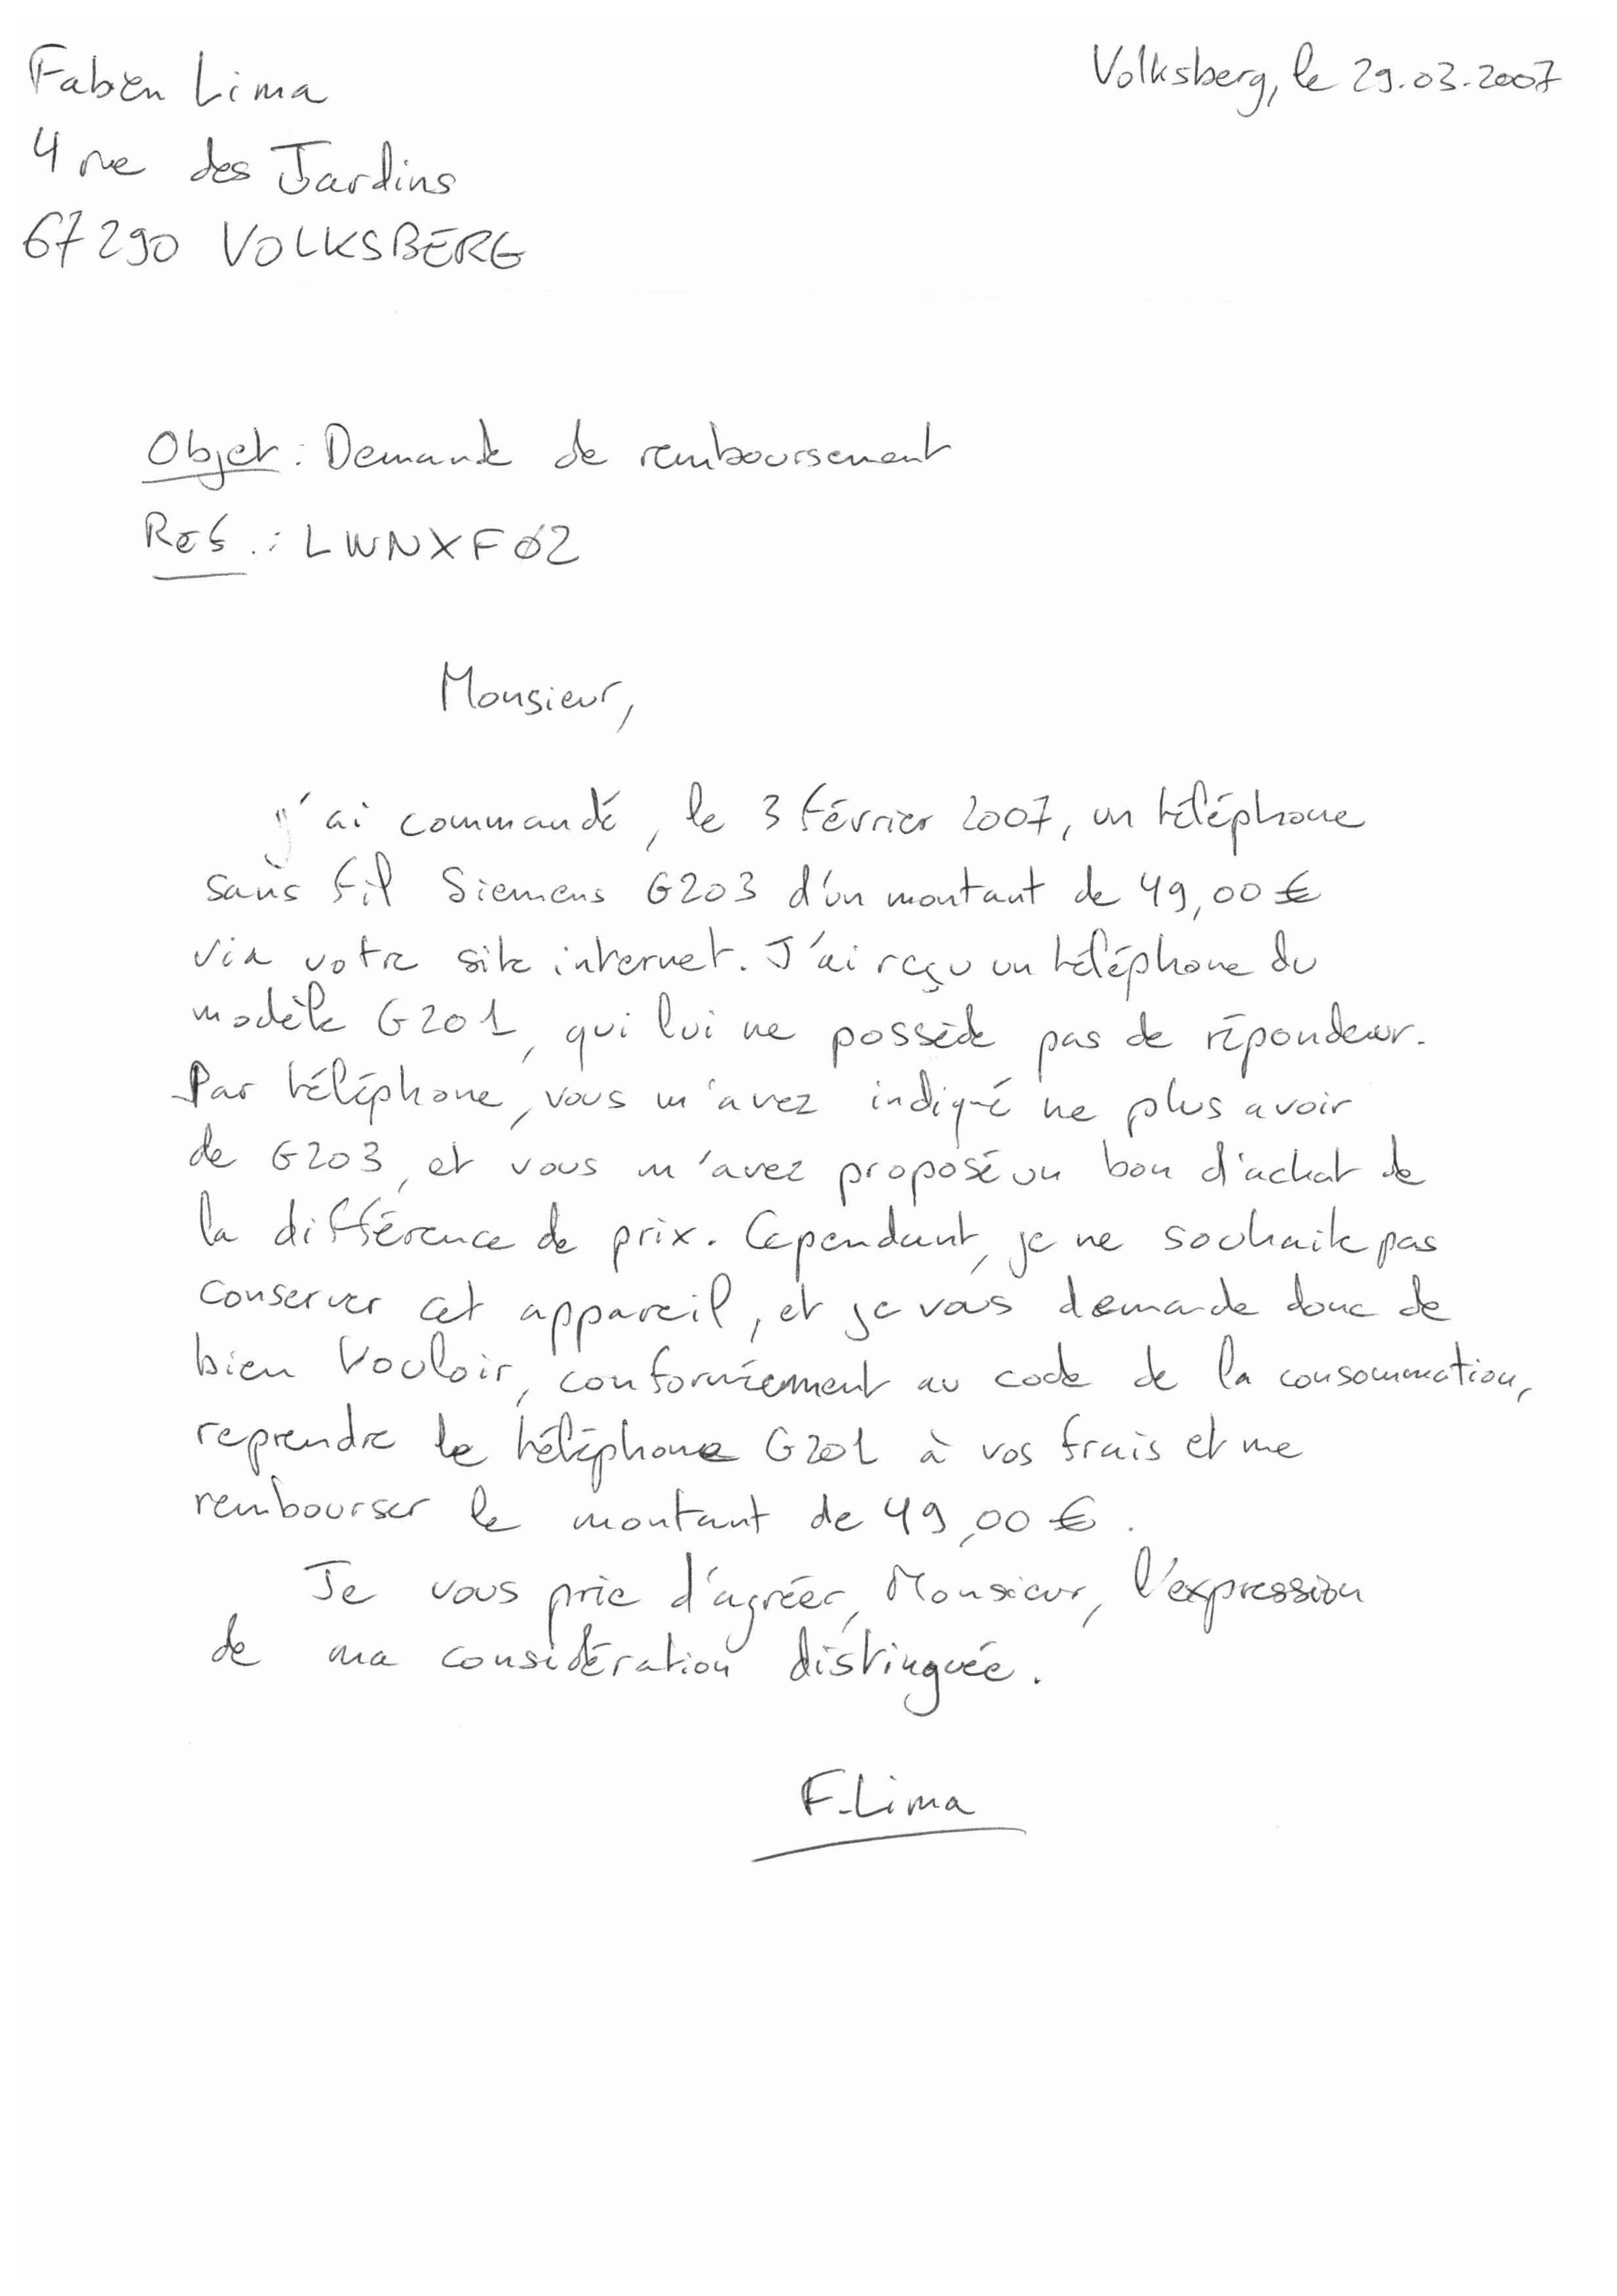 Fabien Lima
Volksberg, le 29.03.2007
4 rue des Jardins
67290 VOLKSBERG
Objet : Demande de remboursement
Ref. : LWNXF02
Monsieur,
j'ai commandé, le 3 février 2007, un téléphone
sans fil Siemens G203 d'un montant de 49,00 €
via votre site internet. J'ai reçu un téléphone du
modèle G201, qui lui ne possède pas de répondeur.
Par téléphone, vous m'avez indiqué ne plus avoir
de G203, et vous m'avez proposé un bon d'achat de
la différence de prix. Cependant, je ne souhaite pas
conserver cet appareil, et je vous demande donc de
bien vouloir, conformément au code de la consommation,
reprendre le téléphone G201 à vos frais et me
rembourser le montant de 49,00 €.
Je vous prie d'agréer, Monsieur, l'expression
de ma considération distinguée.
F. Lima